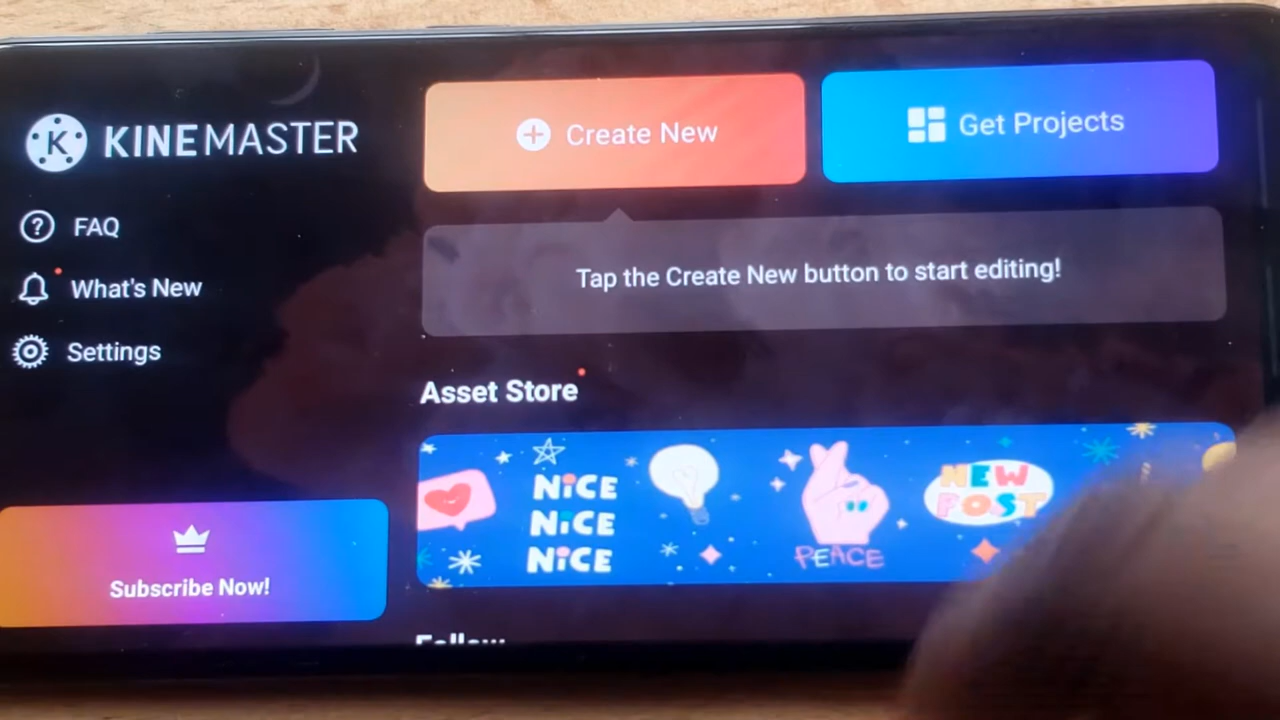 KINEMASTER
FAQ
What's New
Settings
Subscribe Now!
Create New
Get Projects
Tap the Create New button to start editing!
Asset Store
NiCE
NiCE
NiCE
PEACE
NEW
POST
Follow